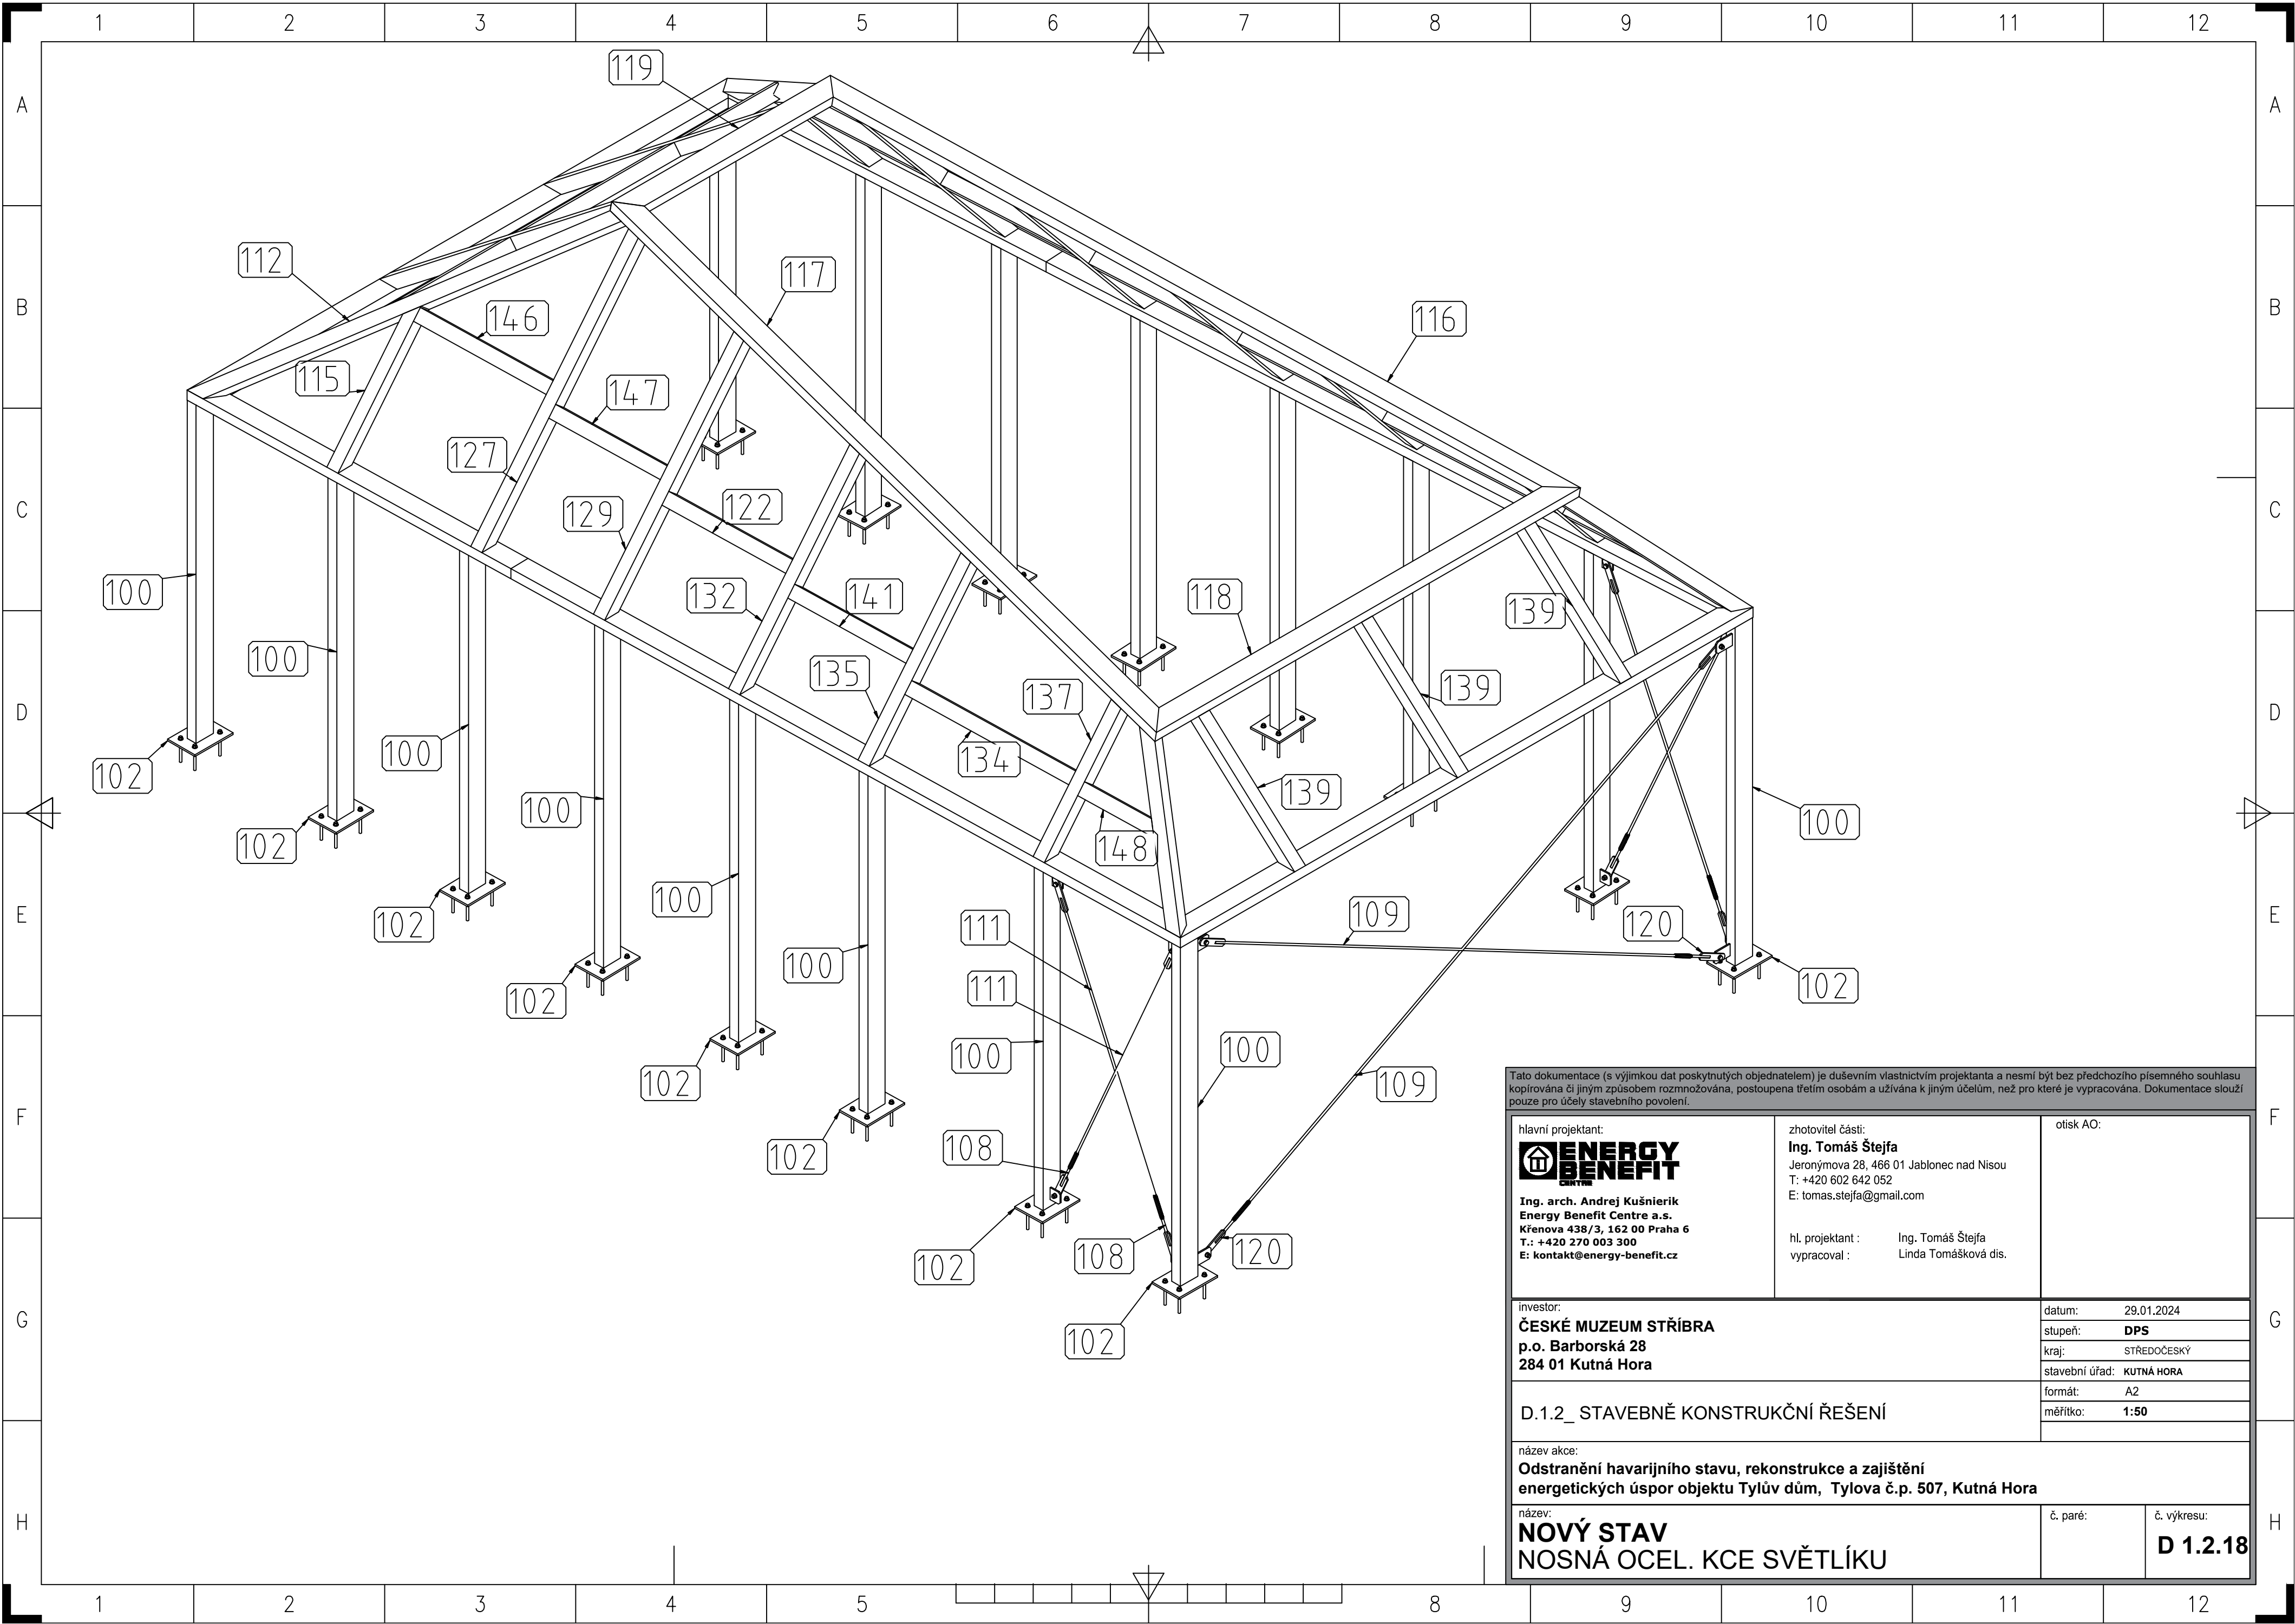 1 2 3 4 5 6 7 8 9 10 11 12
A A
B B
C C
D D
E E
F F
G G
H H
119
112
117
146
116
115
147
127
122
129
100
132
141
118
139
100
135
137
139
102
100
134
139
100
102
148
100
100
109
102
111
120
100
102
111
102
100
100
102
109
108
102
108
120
102
102
Tato dokumentace (s výjimkou dat poskytnutých objednatelem) je duševním vlastnictvím projektanta a nesmí být bez předchozího písemného souhlasu
kopírována či jiným způsobem rozmnožována, postoupena třetím osobám a užívána k jiným účelům, než pro které je vypracována. Dokumentace slouží
pouze pro účely stavebního povolení.
hlavní projektant:
ENERGY
BENEFIT
CENTRE
Ing. arch. Andrej Kušnierik
Energy Benefit Centre a.s.
Křenova 438/3, 162 00 Praha 6
T.: +420 270 003 300
E: kontakt@energy-benefit.cz
zhotovitel části:
Ing. Tomáš Štejfa
Jeronýmova 28, 466 01 Jablonec nad Nisou
T: +420 602 642 052
E: tomas.stejfa@gmail.com
hl. projektant : Ing. Tomáš Štejfa
vypracoval : Linda Tomášková dis.
otisk AO:
investor:
ČESKÉ MUZEUM STŘÍBRA
p.o. Barborská 28
284 01 Kutná Hora
datum: 29.01.2024
stupeň: DPS
kraj: STŘEDOČESKÝ
stavební úřad: KUTNÁ HORA
formát: A2
měřítko: 1:50
D.1.2_ STAVEBNĚ KONSTRUKČNÍ ŘEŠENÍ
název akce:
Odstranění havarijního stavu, rekonstrukce a zajištění
energetických úspor objektu Tylův dům, Tylova č.p. 507, Kutná Hora
název:
NOVÝ STAV
NOSNÁ OCEL. KCE SVĚTLÍKU
č. paré:
č. výkresu:
D 1.2.18
1 2 3 4 5 8 9 10 11 12